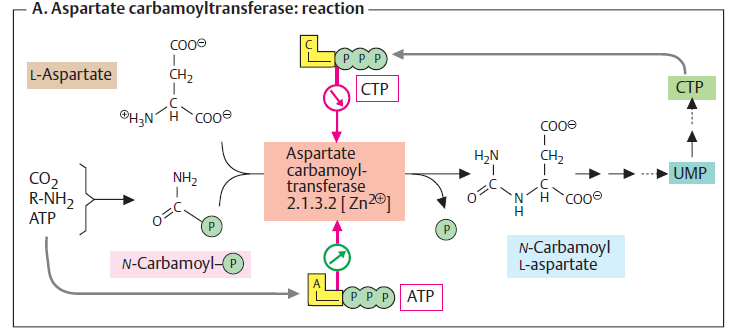 A. Aspartate carbamoyltransferase: reaction
L-Aspartate
COO⊖
CH₂
⊕H₃N
C
H
COO⊖
C
P P P
CTP
CTP
CO₂
R-NH₂
ATP
NH₂
C
O
P
N-Carbamoyl–P
Aspartate
carbamoyl-
transferase
2.1.3.2 [Zn²⊕]
P
A
P P P
ATP
COO⊖
H₂N
CH₂
C
O
N
H
C
H
COO⊖
UMP
N-Carbamoyl
L-aspartate